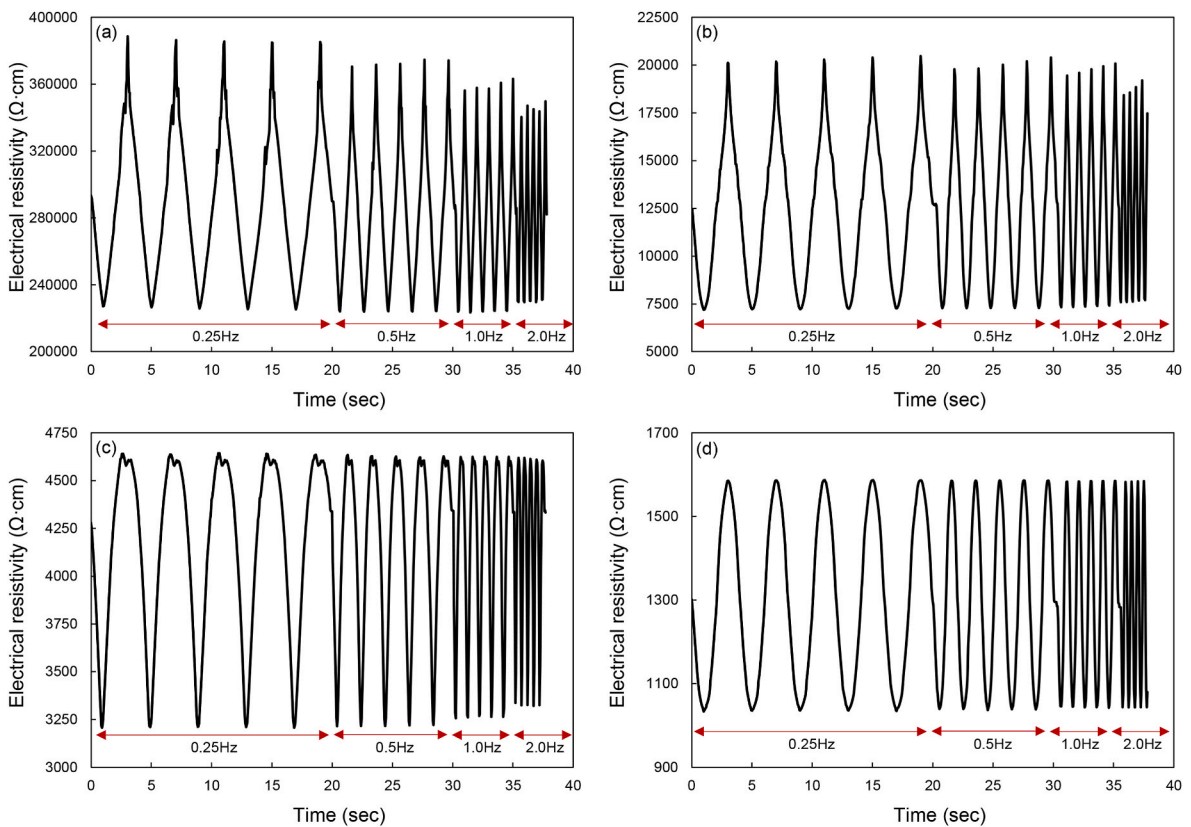 (a)
Electrical resistivity (Ω·cm)
400000
360000
320000
280000
240000
200000
0.25Hz
0.5Hz
1.0Hz
2.0Hz
0 5 10 15 20 25 30 35 40
Time (sec)
(b)
Electrical resistivity (Ω·cm)
22500
20000
17500
15000
12500
10000
7500
5000
0.25Hz
0.5Hz
1.0Hz
2.0Hz
0 5 10 15 20 25 30 35 40
Time (sec)
(c)
Electrical resistivity (Ω·cm)
4750
4500
4250
4000
3750
3500
3250
3000
0.25Hz
0.5Hz
1.0Hz
2.0Hz
0 5 10 15 20 25 30 35 40
Time (sec)
(d)
Electrical resistivity (Ω·cm)
1700
1500
1300
1100
900
0.25Hz
0.5Hz
1.0Hz
2.0Hz
0 5 10 15 20 25 30 35 40
Time (sec)